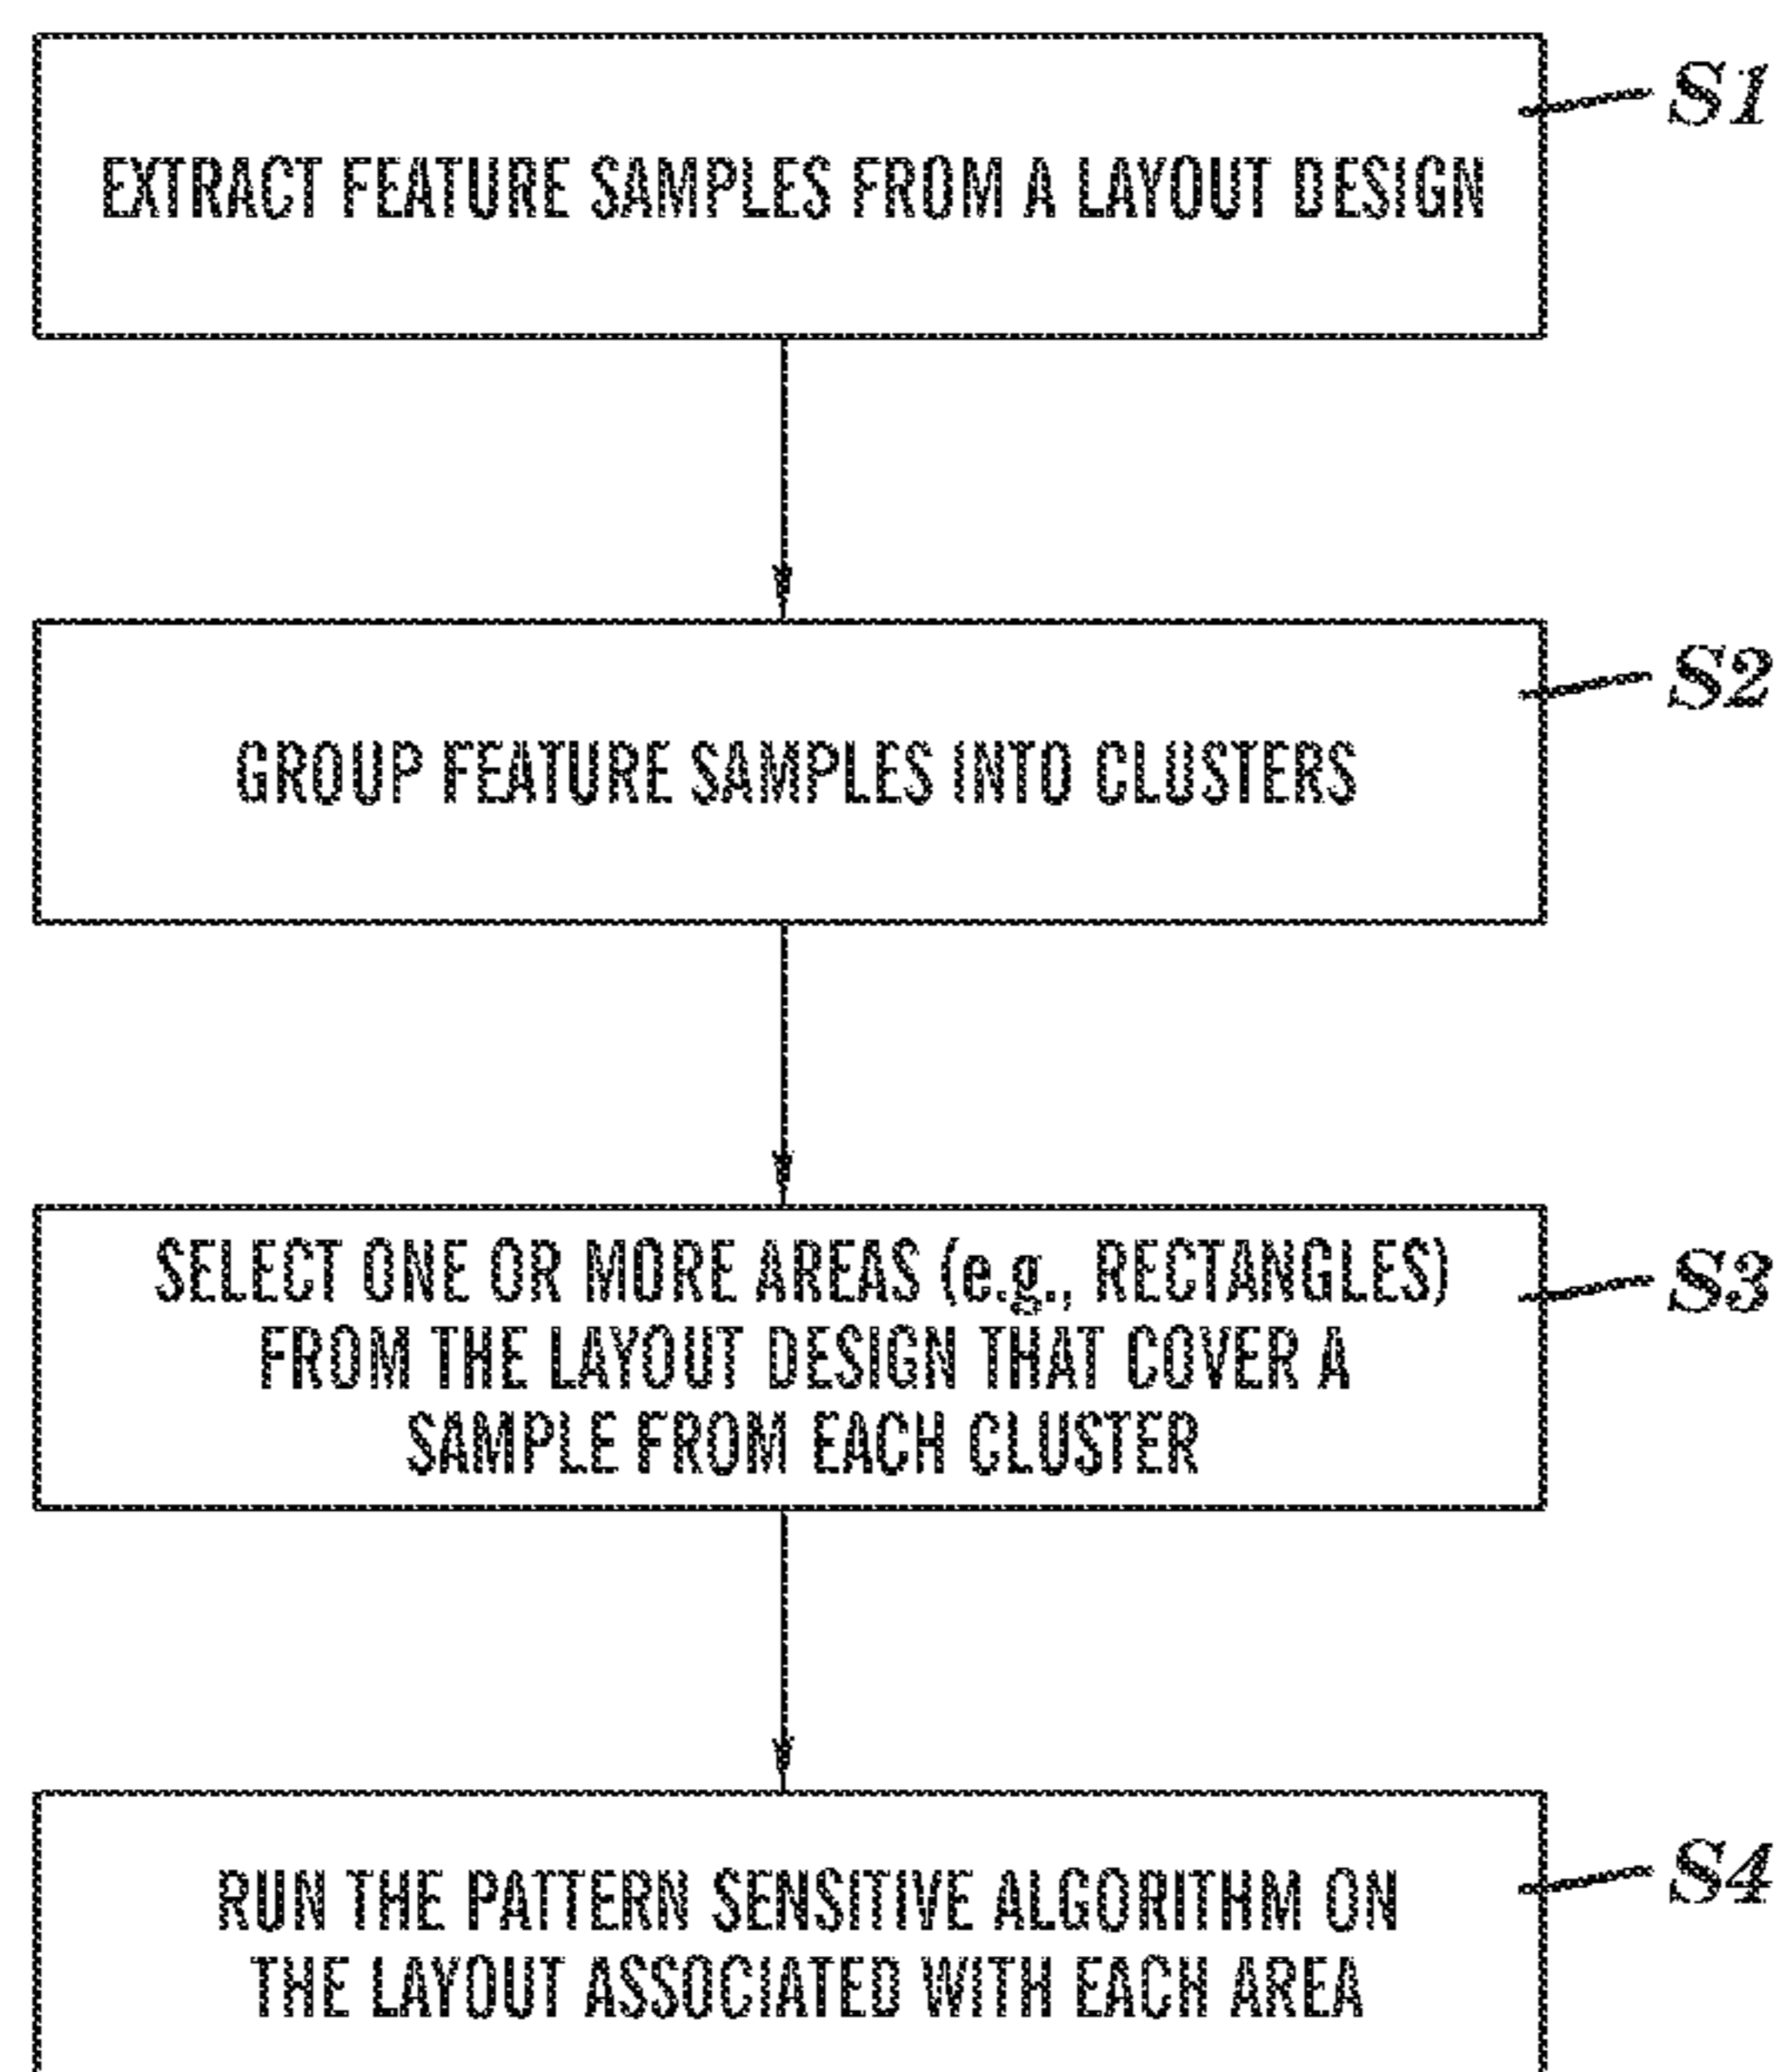 S1
EXTRACT FEATURE SAMPLES FROM A LAYOUT DESIGN
S2
GROUP FEATURE SAMPLES INTO CLUSTERS
S3
SELECT ONE OR MORE AREAS (e.g., RECTANGLES)
FROM THE LAYOUT DESIGN THAT COVER A
SAMPLE FROM EACH CLUSTER
S4
RUN THE PATTERN SENSITIVE ALGORITHM ON
THE LAYOUT ASSOCIATED WITH EACH AREA